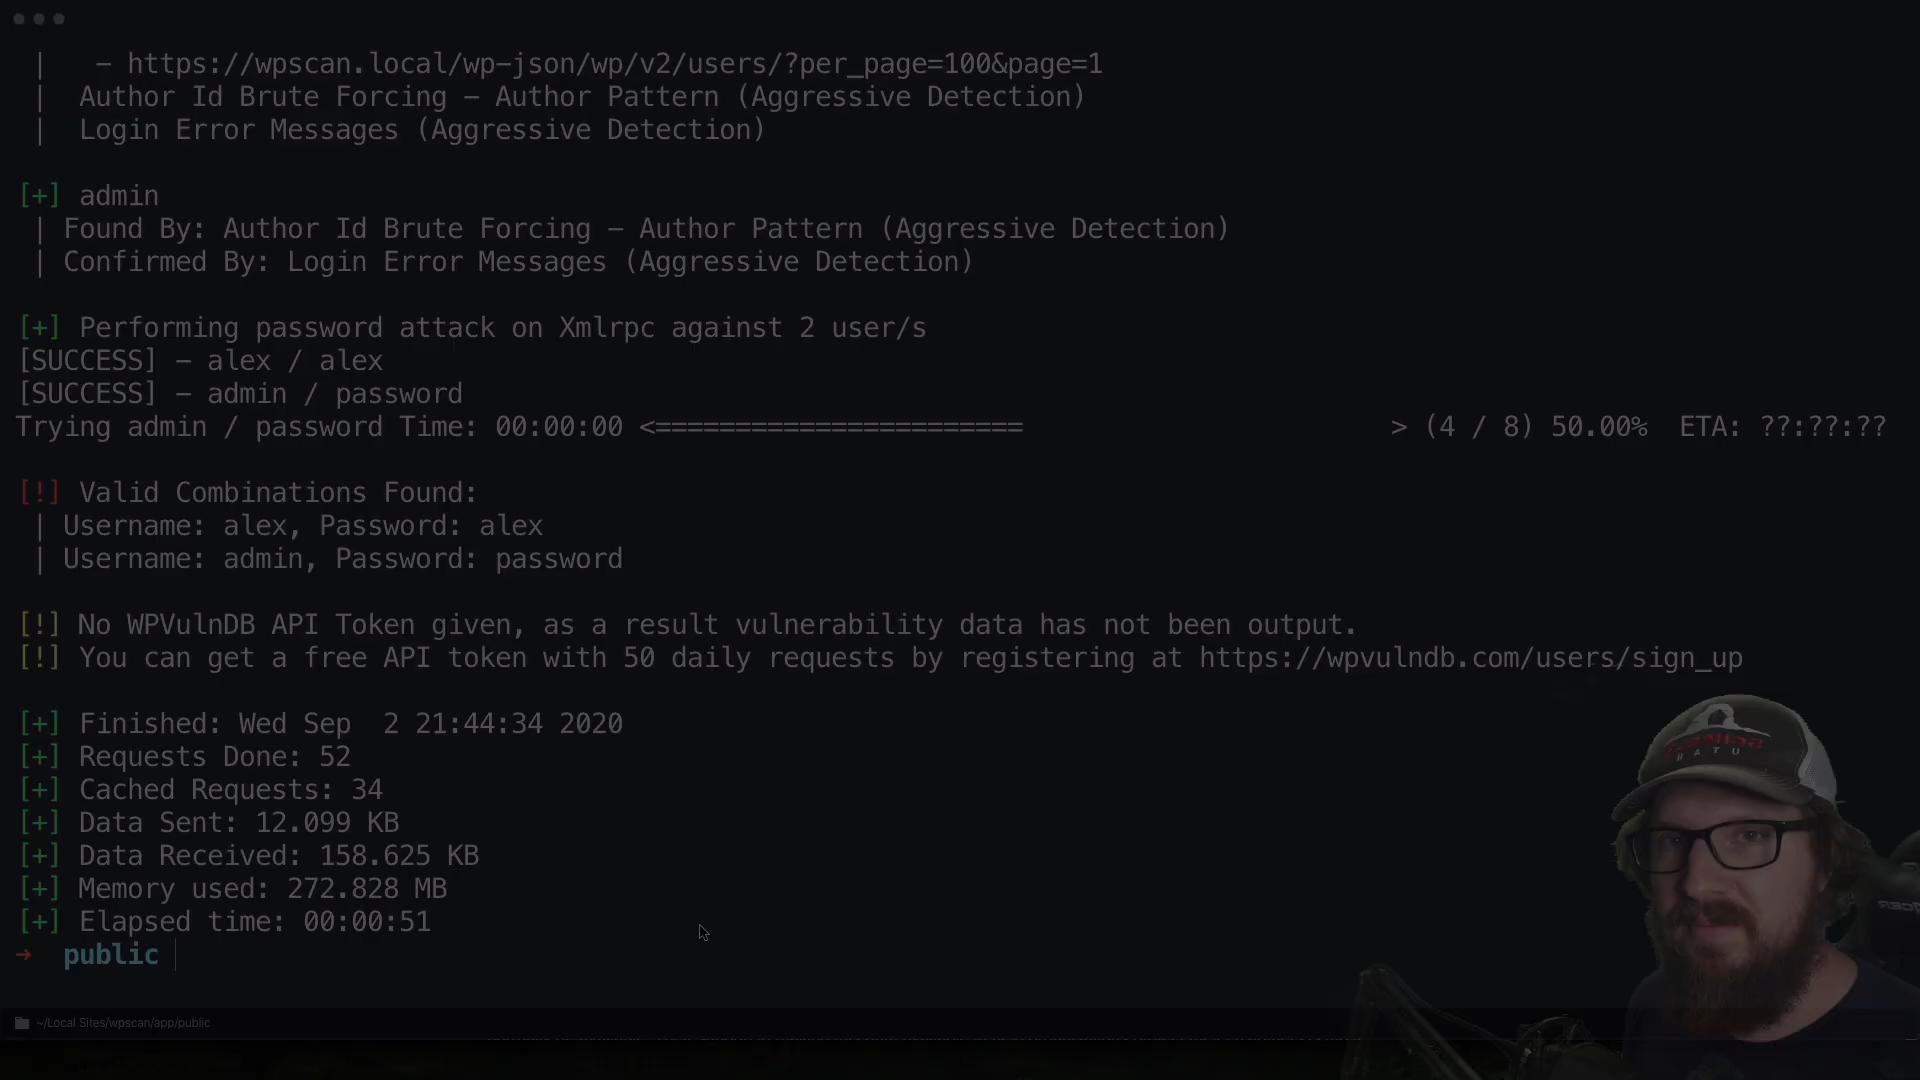 |   – https://wpscan.local/wp-json/wp/v2/users/?per_page=100&page=1
|  Author Id Brute Forcing – Author Pattern (Aggressive Detection)
|  Login Error Messages (Aggressive Detection)
[+] admin
| Found By: Author Id Brute Forcing – Author Pattern (Aggressive Detection)
| Confirmed By: Login Error Messages (Aggressive Detection)
[+] Performing password attack on Xmlrpc against 2 user/s
[SUCCESS] – alex / alex
[SUCCESS] – admin / password
Trying admin / password Time: 00:00:00 <=======================                       > (4 / 8) 50.00%  ETA: ??:??:??
[!] Valid Combinations Found:
| Username: alex, Password: alex
| Username: admin, Password: password
[!] No WPVulnDB API Token given, as a result vulnerability data has not been output.
[!] You can get a free API token with 50 daily requests by registering at https://wpvulndb.com/users/sign_up
[+] Finished: Wed Sep  2 21:44:34 2020
[+] Requests Done: 52
[+] Cached Requests: 34
[+] Data Sent: 12.099 KB
[+] Data Received: 158.625 KB
[+] Memory used: 272.828 MB
[+] Elapsed time: 00:00:51
→ public
~/Local Sites/wpscan/app/public